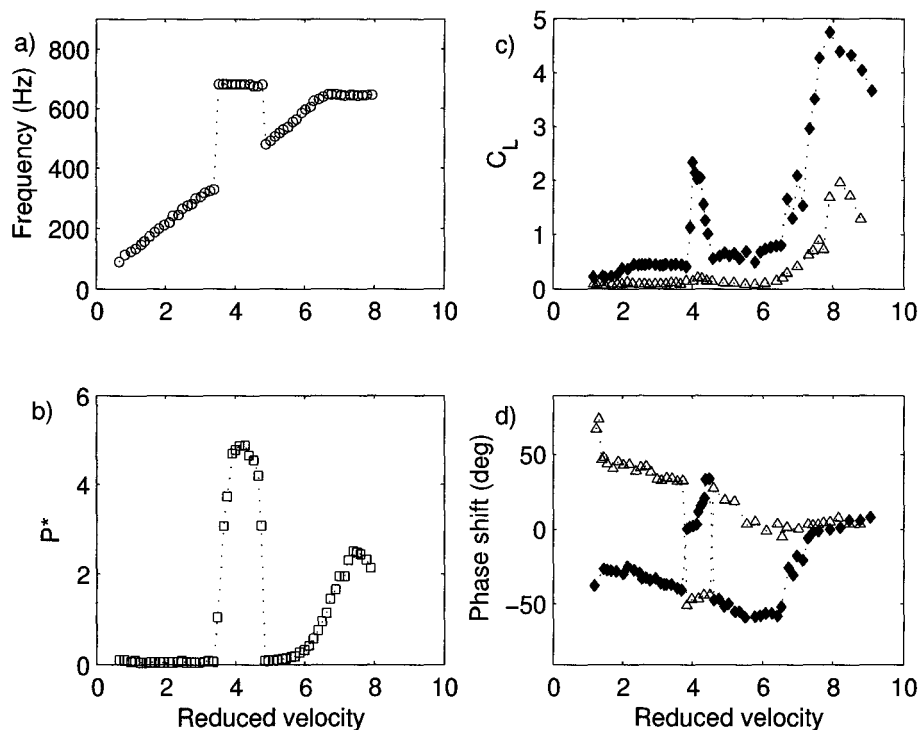 a)
Frequency (Hz)
800
600
400
200
0
0 2 4 6 8 10
c)
C_L
5
4
3
2
1
0
0 2 4 6 8 10
b)
P*
6
4
2
0
0 2 4 6 8 10
Reduced velocity
d)
Phase shift (deg)
50
0
−50
0 2 4 6 8 10
Reduced velocity